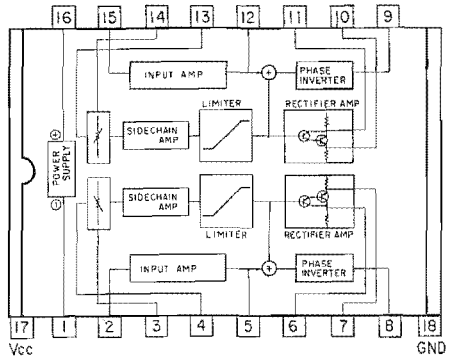 16 15 14 13 12 11 10 9
INPUT AMP
PHASE
INVERTER
LIMITER
RECTIFIER AMP
SIDECHAIN
AMP
POWER
SUPPLY
SIDECHAIN
AMP
LIMITER
RECTIFIER AMP
INPUT AMP
PHASE
INVERTER
17 1 2 3 4 5 6 7 8 18
Vcc GND